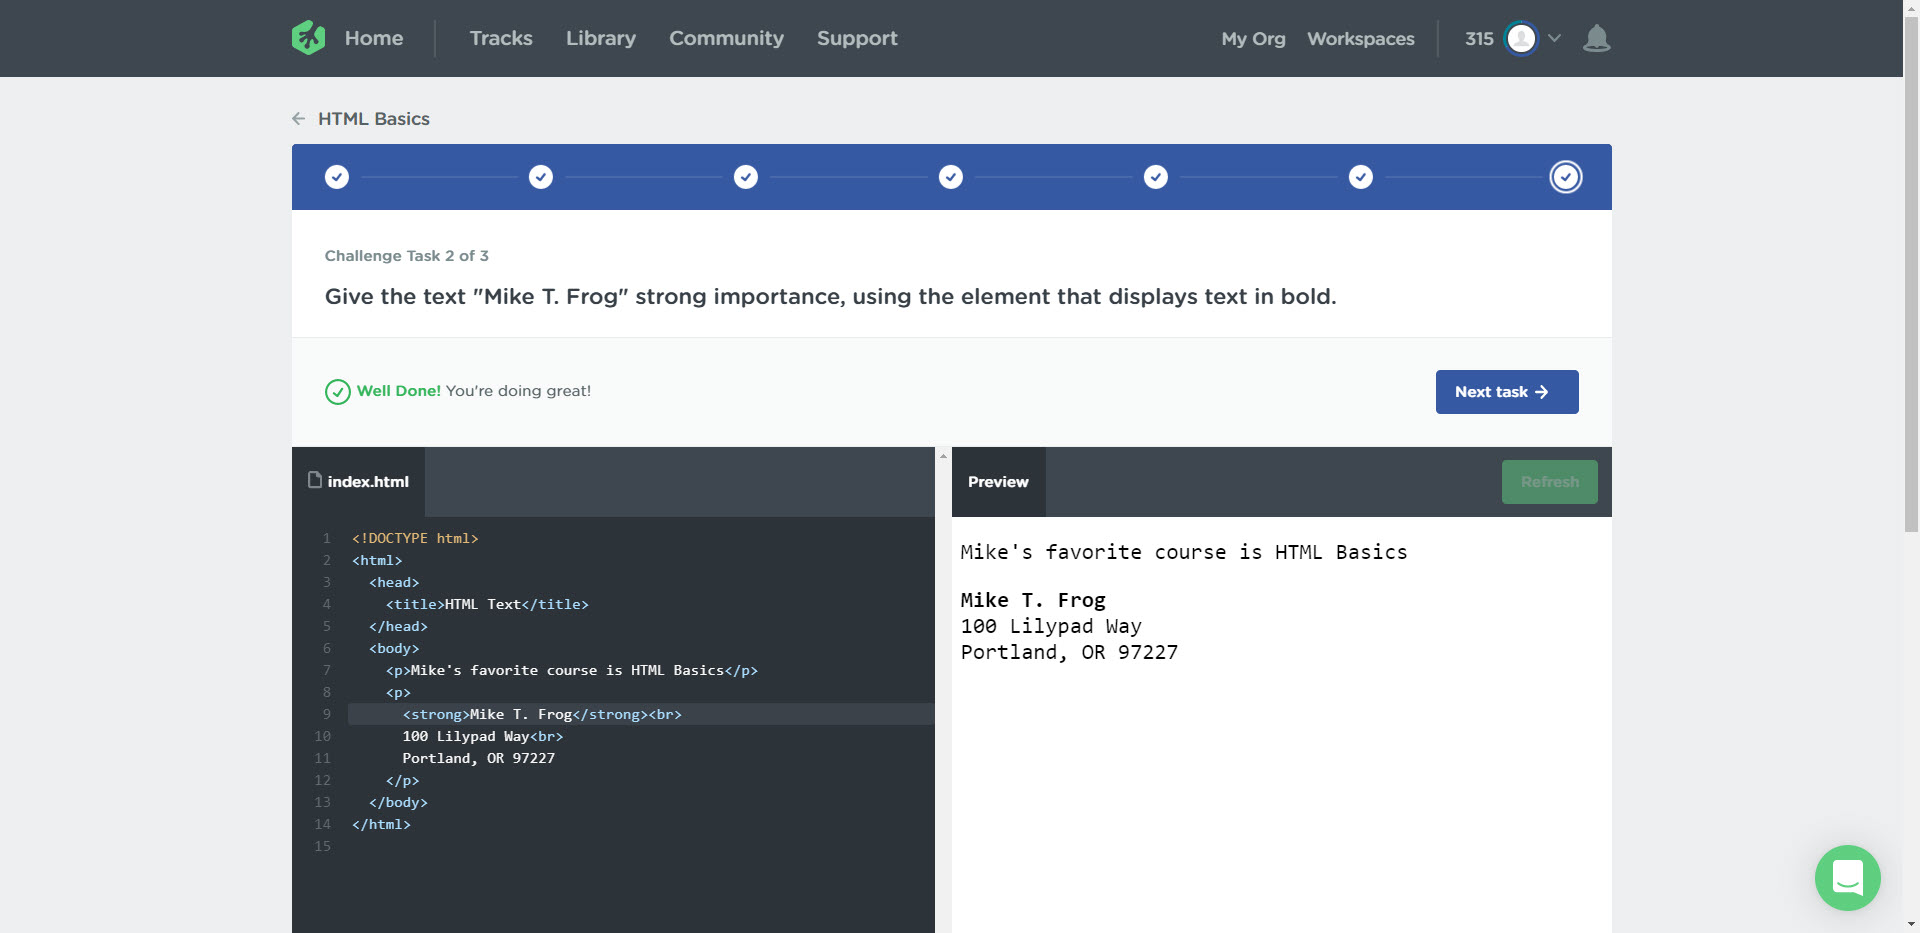 Home Tracks Library Community Support My Org Workspaces 315
HTML Basics
Challenge Task 2 of 3
Give the text "Mike T. Frog" strong importance, using the element that displays text in bold.
Well Done! You're doing great!
Next task
index.html
1 <!DOCTYPE html>
2 <html>
3 <head>
4 <title>HTML Text</title>
5 </head>
6 <body>
7 <p>Mike's favorite course is HTML Basics</p>
8 <p>
9 <strong>Mike T. Frog</strong><br>
10 100 Lilypad Way<br>
11 Portland, OR 97227
12 </p>
13 </body>
14 </html>
15
Preview
Refresh
Mike's favorite course is HTML Basics
Mike T. Frog
100 Lilypad Way
Portland, OR 97227